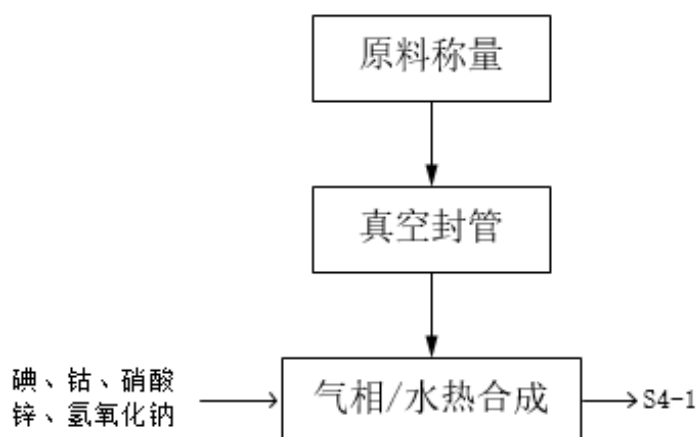 原料称量
真空封管
碘、钴、硝酸
锌、氢氧化钠
气相/水热合成
S4-1